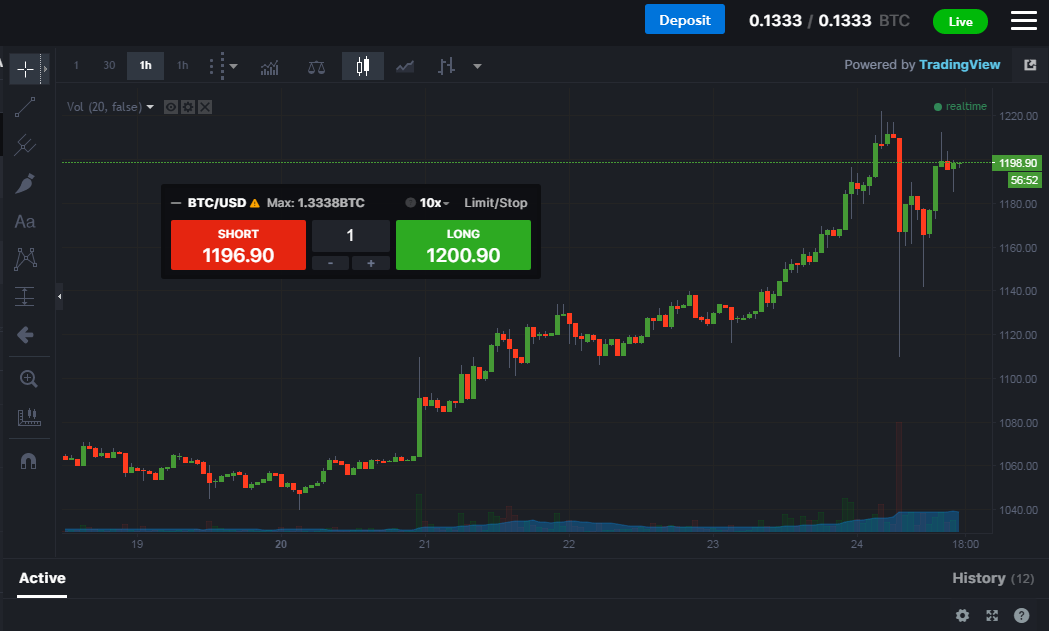 Deposit
0.1333 / 0.1333 BTC
Live
1
30
1h
1h
Powered by TradingView
Vol (20, false)
realtime
1220.00
1198.90
56:52
1180.00
1160.00
1140.00
1120.00
1100.00
1080.00
1060.00
1040.00
Aa
— BTC/USD Max: 1.3338BTC 10x Limit/Stop
SHORT
1196.90
1
- +
LONG
1200.90
19 20 21 22 23 24 18:00
Active
History (12)
?